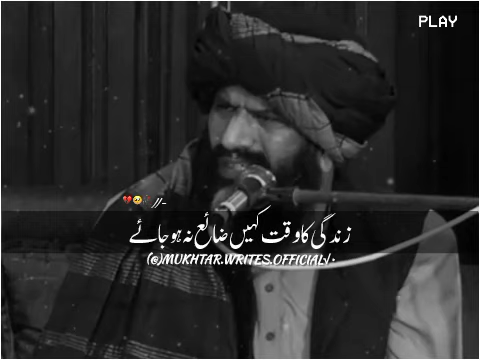 PLAY
💔🥺🖤//-
زندگی کا وقت کہیں ضائع نہ ہو جائے
(@)MUKHTAR.WRITES.OFFICIAL√·